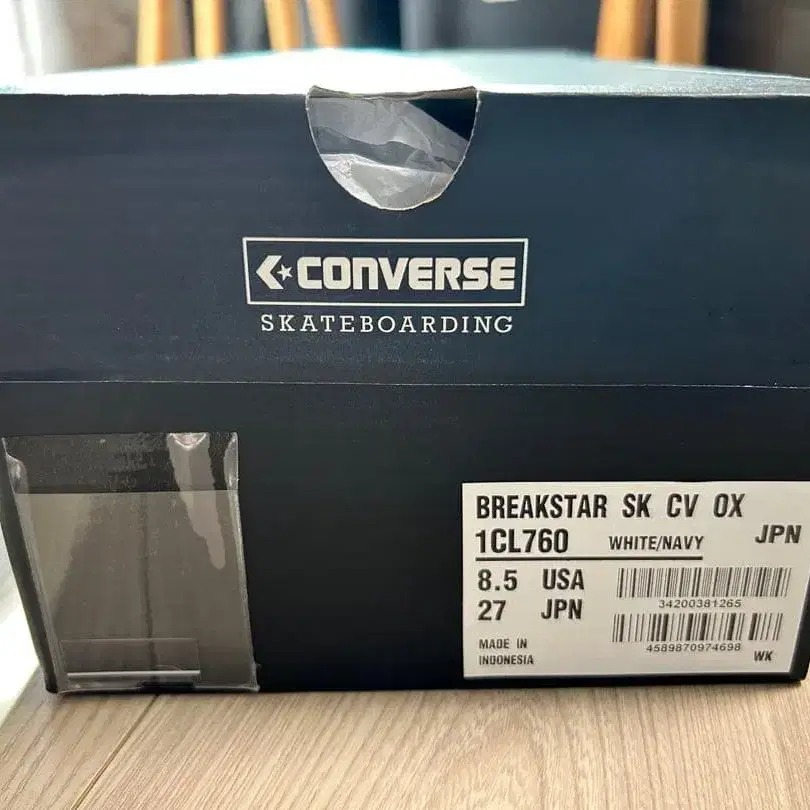 CONVERSE
SKATEBOARDING
BREAKSTAR SK CV OX
1CL760 WHITE/NAVY JPN
8.5 USA
27 JPN
34200381265
4589870974698
MADE IN
INDONESIA
WK